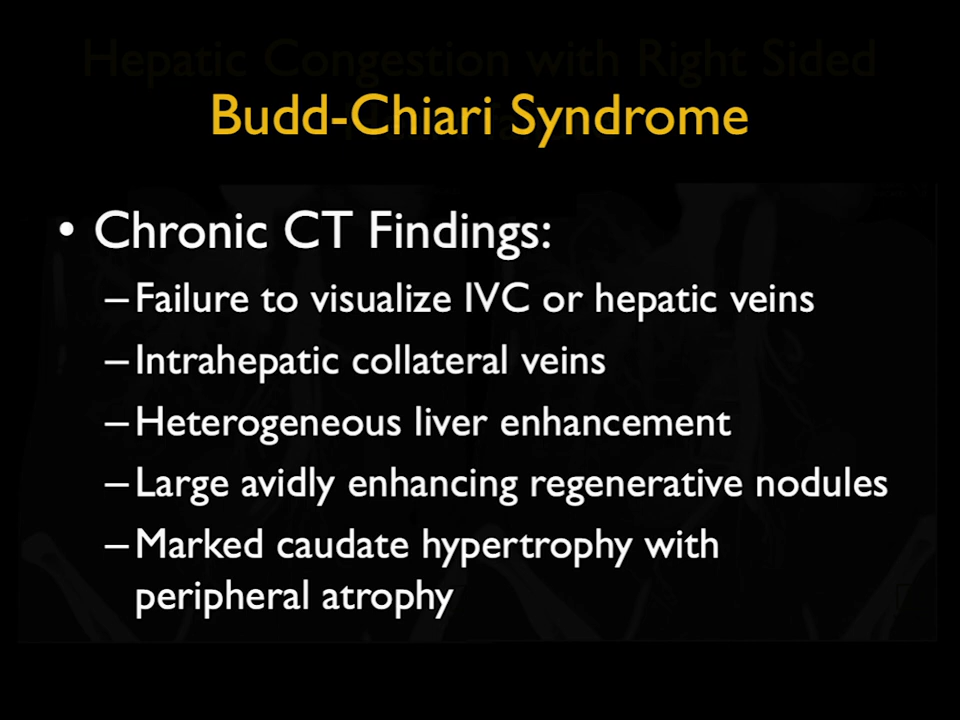 Hepatic Congestion with Right Sided
Budd-Chiari Syndrome
• Chronic CT Findings:
– Failure to visualize IVC or hepatic veins
– Intrahepatic collateral veins
– Heterogeneous liver enhancement
– Large avidly enhancing regenerative nodules
– Marked caudate hypertrophy with
peripheral atrophy